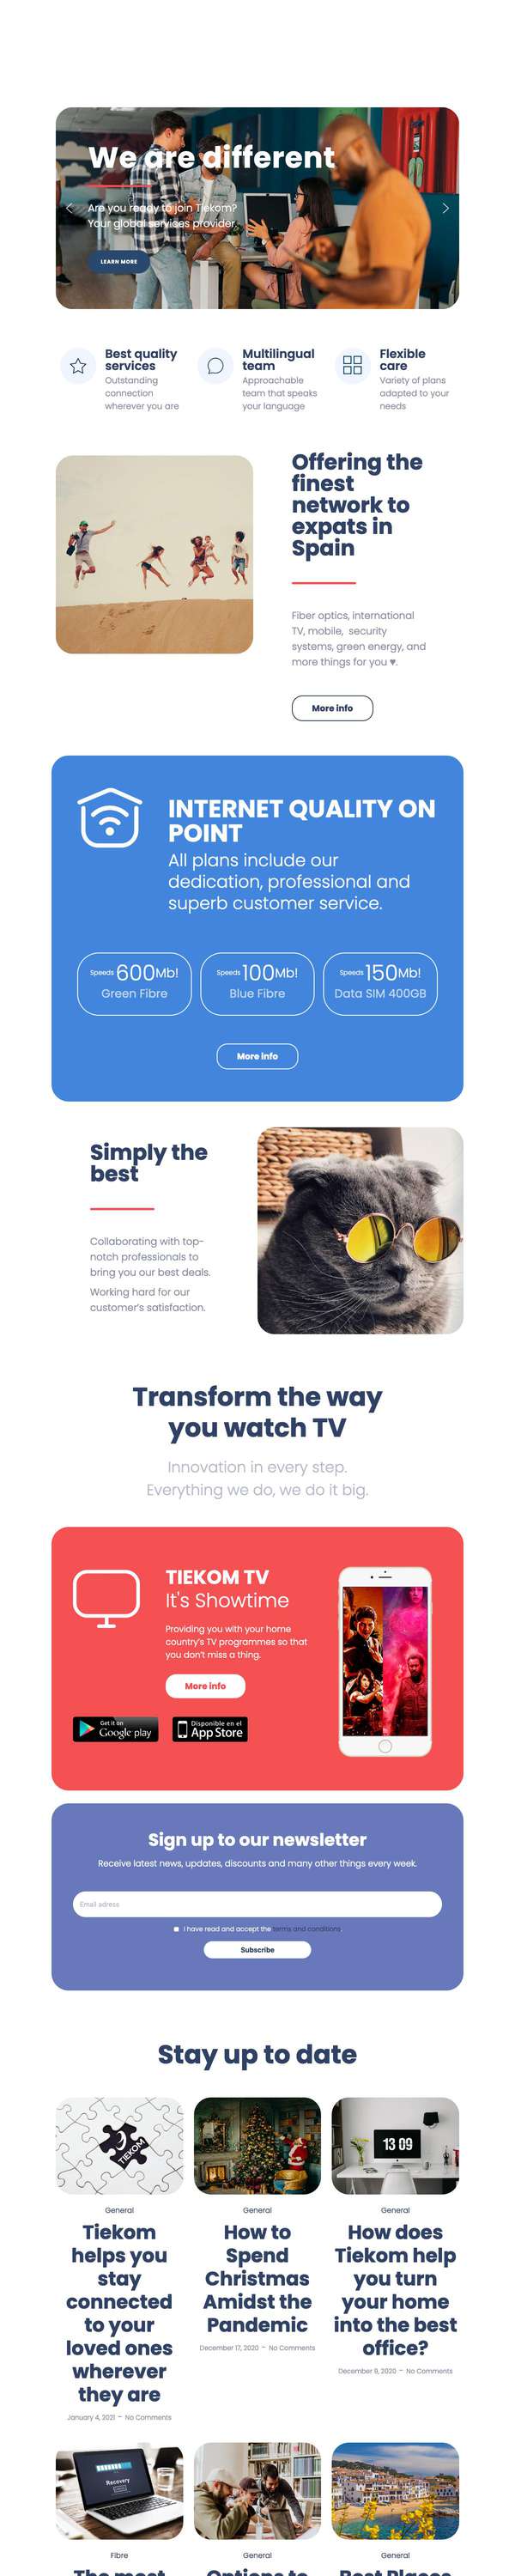 We are different
Are you ready to join Tiekom?
Your global services provider.
LEARN MORE
Best quality
services
Outstanding
connection
wherever you are
Multilingual
team
Approachable
team that speaks
your language
Flexible
care
Variety of plans
adapted to your
needs
Offering the
finest
network to
expats in
Spain
Fiber optics, international
TV, mobile, security
systems, green energy, and
more things for you ♥.
More info
INTERNET QUALITY ON
POINT
All plans include our
dedication, professional and
superb customer service.
Speeds 600Mb!
Green Fibre
Speeds 100Mb!
Blue Fibre
Speeds 150Mb!
Data SIM 400GB
More info
Simply the
best
Collaborating with top-
notch professionals to
bring you our best deals.
Working hard for our
customer's satisfaction.
Transform the way
you watch TV
Innovation in every step.
Everything we do, we do it big.
TIEKOM TV
It's Showtime
Providing you with your home
country's TV programmes so that
you don't miss a thing.
More info
Get it on
Google play
Disponible en el
App Store
Sign up to our newsletter
Receive latest news, updates, discounts and many other things every week.
Email adress
I have read and accept the terms and conditions.
Subscribe
Stay up to date
TIEKOM
General
Tiekom
helps you
stay
connected
to your
loved ones
wherever
they are
January 4, 2021 – No Comments
General
How to
Spend
Christmas
Amidst the
Pandemic
December 17, 2020 – No Comments
13 09
General
How does
Tiekom help
you turn
your home
into the best
office?
December 9, 2020 – No Comments
Recovery
Fibre
The most
General
Options to
General
Best Places